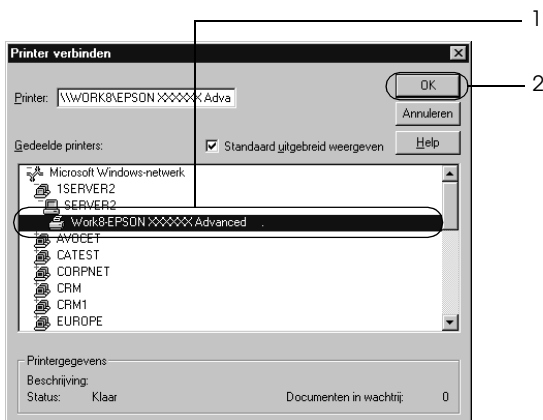 1
Printer verbinden
Printer: \\WORK8\EPSON XXXXXX Adva
OK
2
Annuleren
Gedeelde printers:
Standaard uitgebreid weergeven
Help
Microsoft Windows-netwerk
1SERVER2
SERVER2
Work8-EPSON XXXXXX Advanced .
AVOCET
CATEST
CORPNET
CRM
CRM1
EUROPE
Printergegevens
Beschrijving:
Status: Klaar Documenten in wachtrij: 0